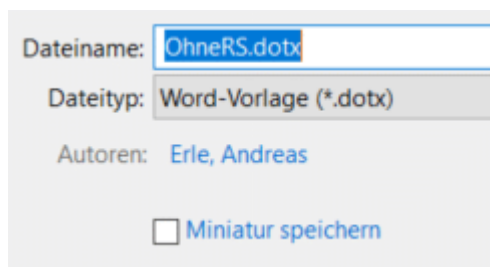 Dateiname: OhneRS.dotx
Dateityp: Word-Vorlage (*.dotx)
Autoren: Erle, Andreas
Miniatur speichern